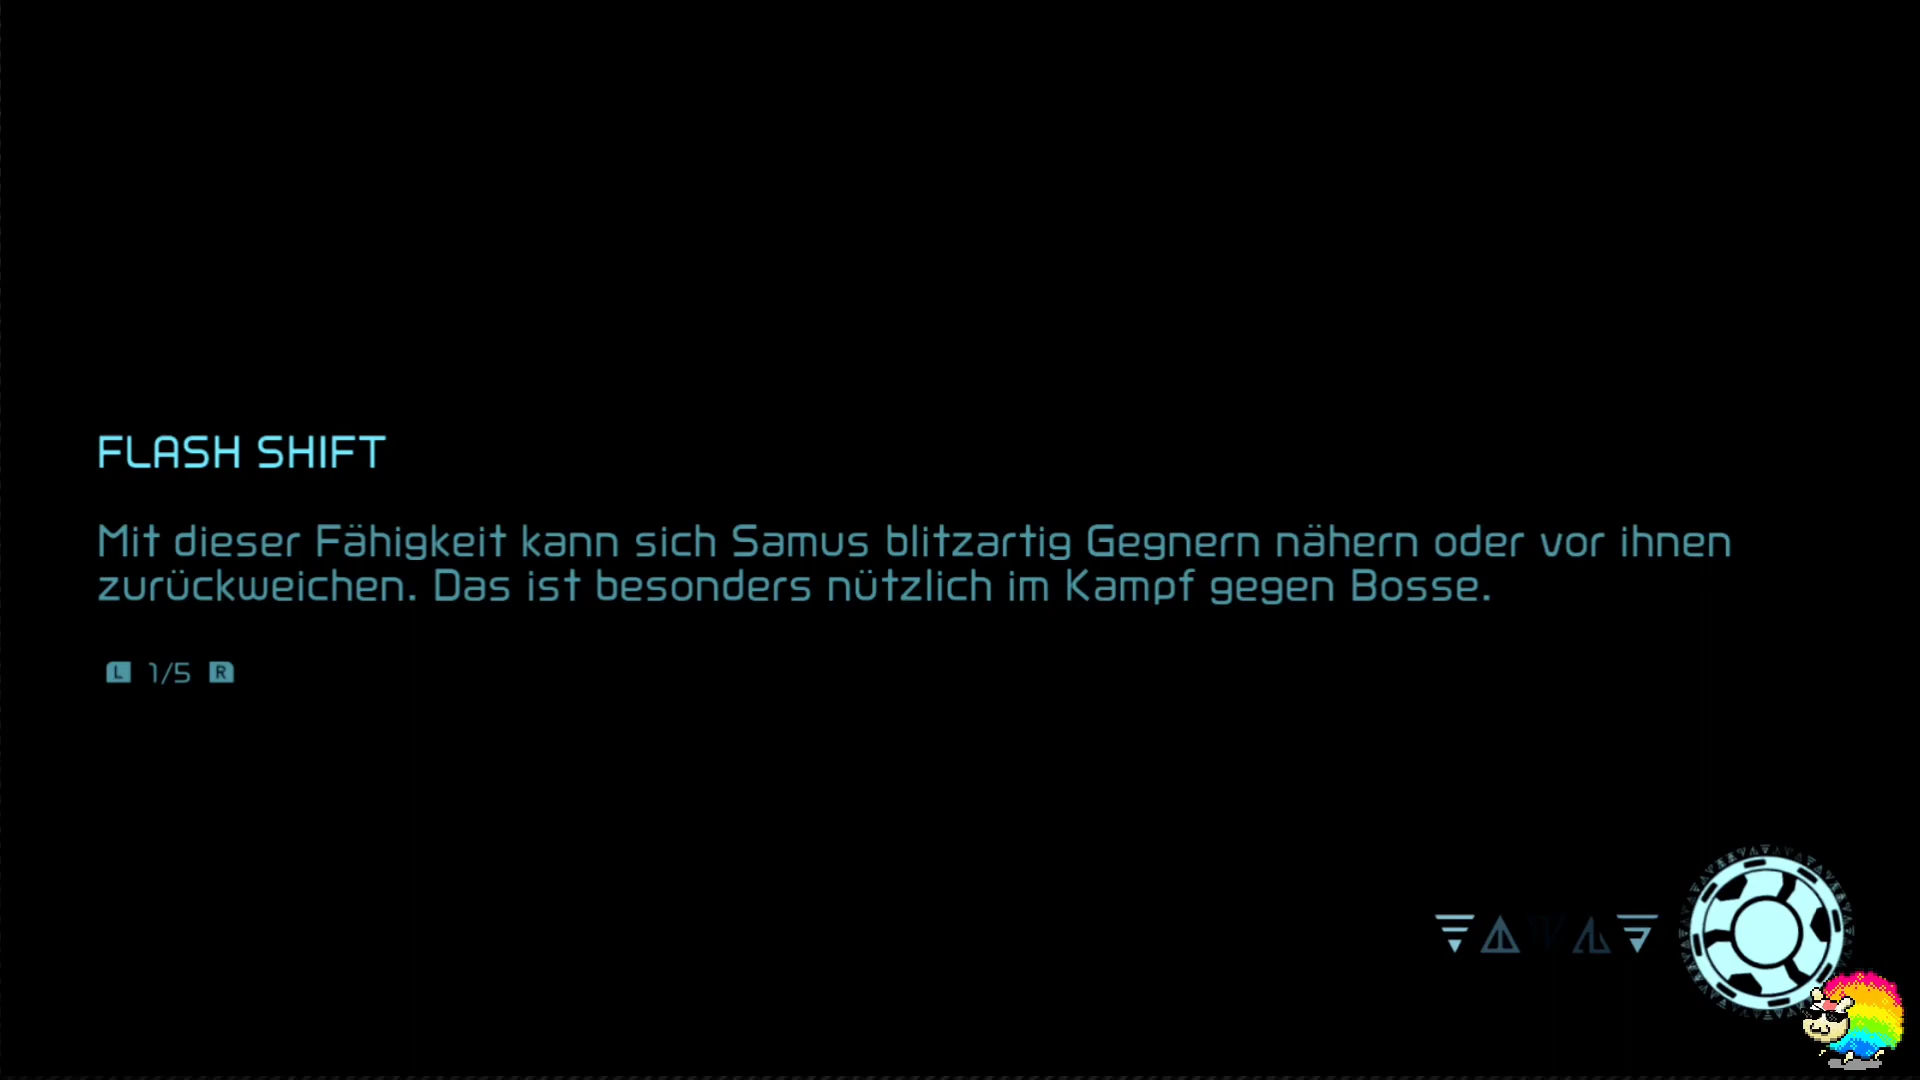 FLASH SHIFT
Mit dieser Fähigkeit kann sich Samus blitzartig Gegnern nähern oder vor ihnen
zurückweichen. Das ist besonders nützlich im Kampf gegen Bosse.
L 1/5 R